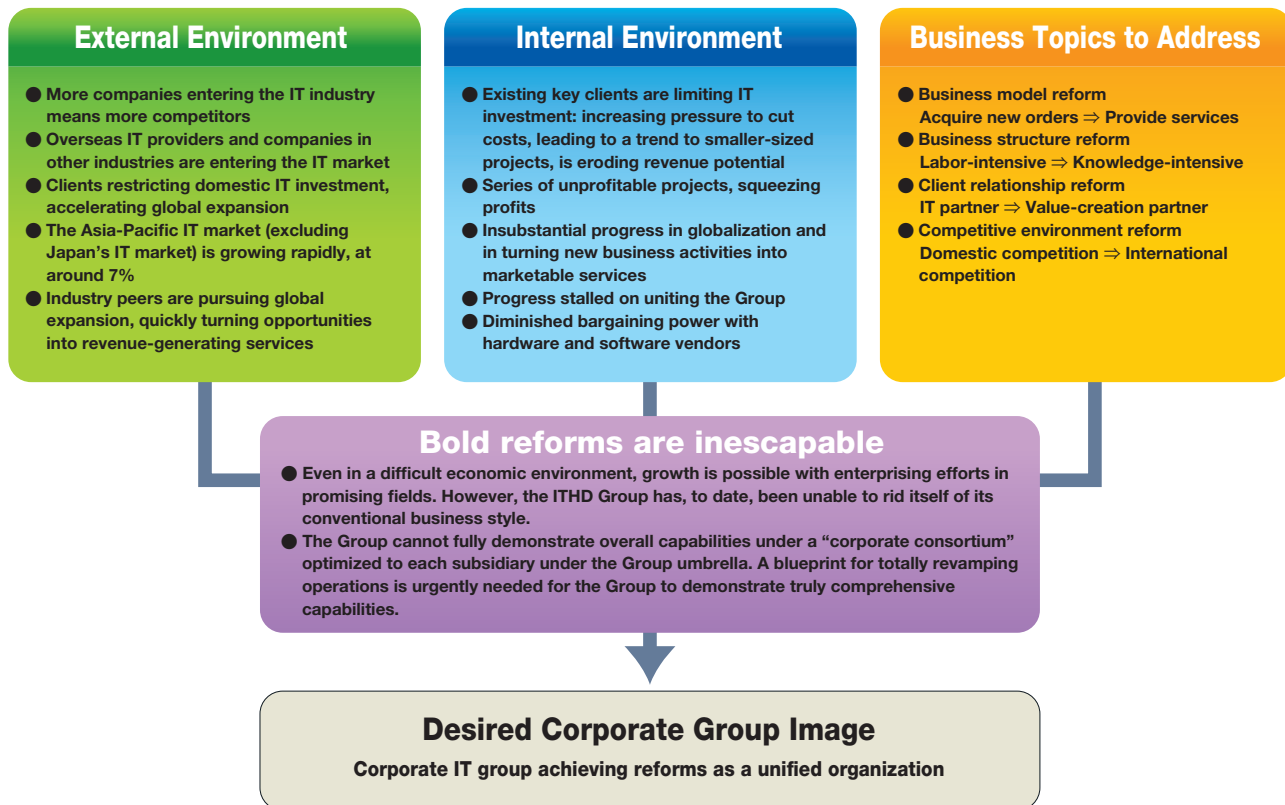 External Environment
● More companies entering the IT industry
means more competitors
● Overseas IT providers and companies in
other industries are entering the IT market
● Clients restricting domestic IT investment,
accelerating global expansion
● The Asia-Pacific IT market (excluding
Japan's IT market) is growing rapidly, at
around 7%
● Industry peers are pursuing global
expansion, quickly turning opportunities
into revenue-generating services
Internal Environment
● Existing key clients are limiting IT
investment: increasing pressure to cut
costs, leading to a trend to smaller-sized
projects, is eroding revenue potential
● Series of unprofitable projects, squeezing
profits
● Insubstantial progress in globalization and
in turning new business activities into
marketable services
● Progress stalled on uniting the Group
● Diminished bargaining power with
hardware and software vendors
Business Topics to Address
● Business model reform
Acquire new orders ⇒ Provide services
● Business structure reform
Labor-intensive ⇒ Knowledge-intensive
● Client relationship reform
IT partner ⇒ Value-creation partner
● Competitive environment reform
Domestic competition ⇒ International
competition
Bold reforms are inescapable
● Even in a difficult economic environment, growth is possible with enterprising efforts in
promising fields. However, the ITHD Group has, to date, been unable to rid itself of its
conventional business style.
● The Group cannot fully demonstrate overall capabilities under a “corporate consortium”
optimized to each subsidiary under the Group umbrella. A blueprint for totally revamping
operations is urgently needed for the Group to demonstrate truly comprehensive
capabilities.
Desired Corporate Group Image
Corporate IT group achieving reforms as a unified organization